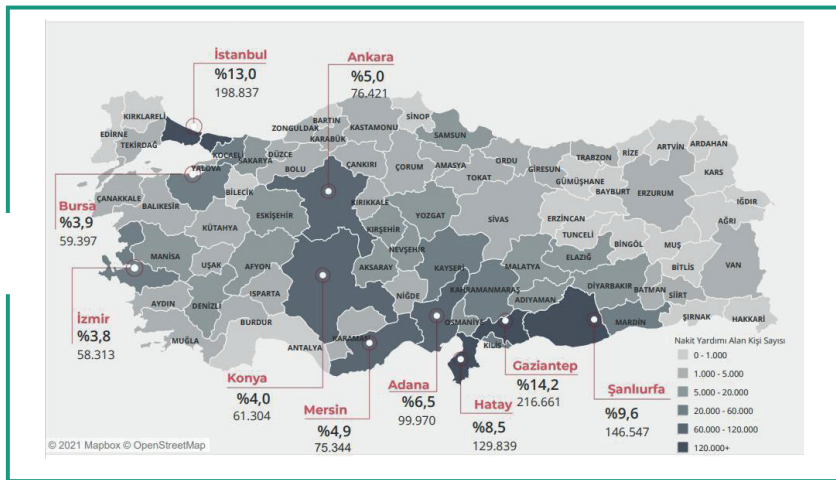 İstanbul
%13,0
198.837
Ankara
%5,0
76.421
KIRKLARELİ
EDİRNE
TEKİRDAĞ
KOCAELİ
YALOVA
SAKARYA
DÜZCE
ZONGULDAK
BARTIN
KARABÜK
KASTAMONU
SİNOP
SAMSUN
BOLU
ÇANKIRI
ÇORUM
AMASYA
TOKAT
ORDU
GİRESUN
TRABZON
RİZE
ARTVİN
ARDAHAN
KARS
GÜMÜŞHANE
BAYBURT
ERZURUM
IĞDIR
AĞRI
ÇANAKKALE
BALIKESİR
BİLECİK
ESKİŞEHİR
KIRIKKALE
YOZGAT
SİVAS
ERZİNCAN
TUNCELİ
BİNGÖL
MUŞ
BİTLİS
VAN
Bursa
%3,9
59.397
KÜTAHYA
KIRŞEHİR
NEVŞEHİR
KAYSERİ
MALATYA
ELAZIĞ
DİYARBAKIR
BATMAN
SİİRT
MANİSA
UŞAK
AFYON
AKSARAY
KAHRAMANMARAŞ
ADIYAMAN
MARDİN
ŞIRNAK
HAKKARİ
AYDIN
DENİZLİ
ISPARTA
NİĞDE
OSMANİYE
KİLİS
BURDUR
MUĞLA
ANTALYA
KARAMAN
İzmir
%3,8
58.313
Konya
%4,0
61.304
Mersin
%4,9
75.344
Adana
%6,5
99.970
Hatay
%8,5
129.839
Gaziantep
%14,2
216.661
Şanlıurfa
%9,6
146.547
Nakit Yardımı Alan Kişi Sayısı
0 - 1.000
1.000 - 5.000
5.000 - 20.000
20.000 - 60.000
60.000 - 120.000
120.000+
© 2021 Mapbox © OpenStreetMap